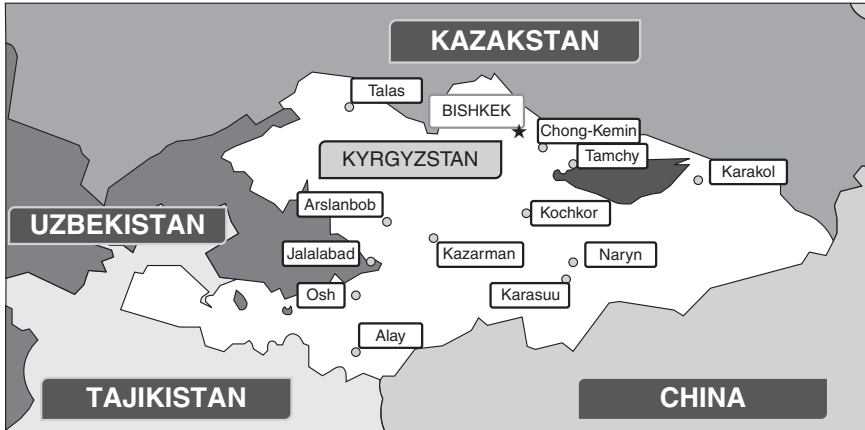 KAZAKSTAN
Talas
BISHKEK
Chong-Kemin
KYRGYZSTAN
Tamchy
Karakol
Arslanbob
Kochkor
UZBEKISTAN
Jalalabad
Kazarman
Naryn
Osh
Karasuu
Alay
TAJIKISTAN
CHINA